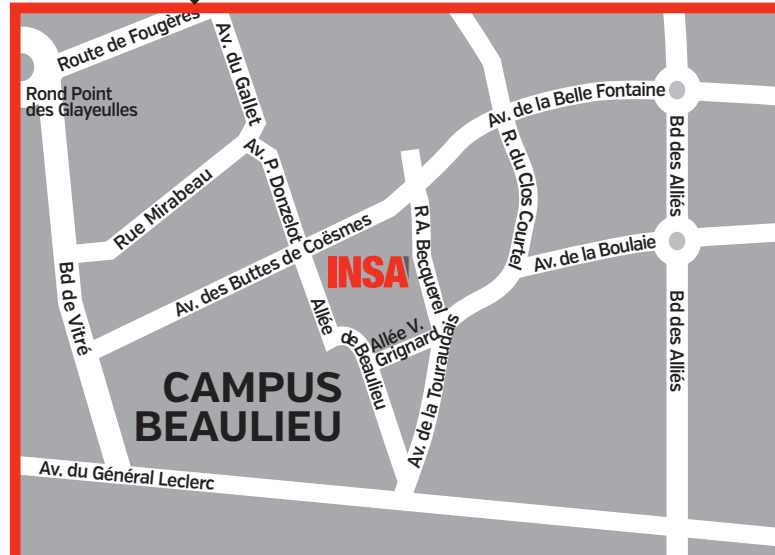 Route de Fougères
Rond Point
des Glayeulles
Av. du Gallet
Av. de la Belle Fontaine
Bd des Alliés
Rue Mirabeau
Av. P. Donzelot
R. du Clos Courtel
Av. des Buttes de Coësmes
R A. Becquerel
Av. de la Boulaie
INSA
Bd de Vitré
Allée
de Beaulieu
Allée V.
Grignard
Av. de la Touraudais
Bd des Alliés
CAMPUS
BEAULIEU
Av. du Général Leclerc